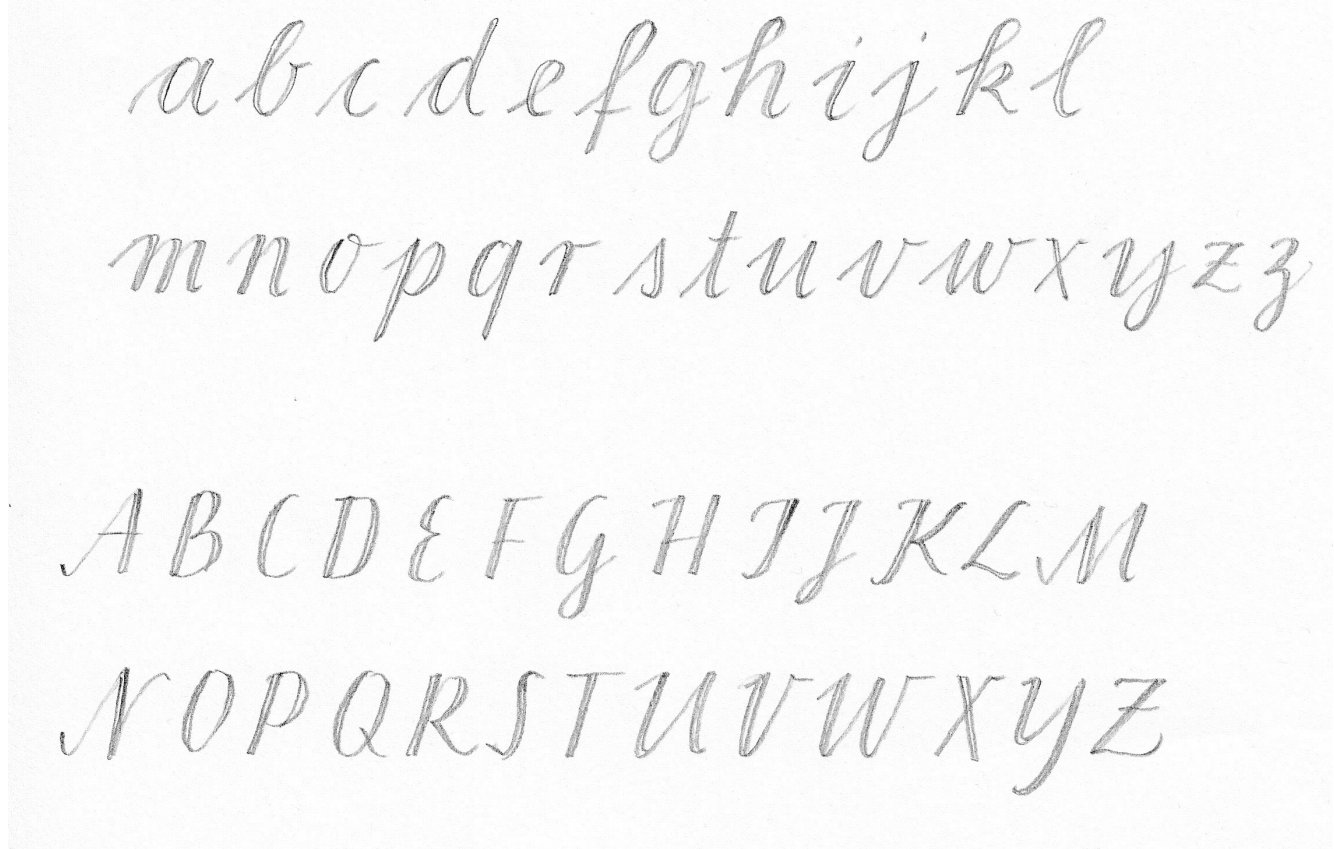 a b c d e f g h i j k l
m n o p q r s t u v w x y z z
A B C D E F G H I J K L M
N O P Q R S T U V W X Y Z